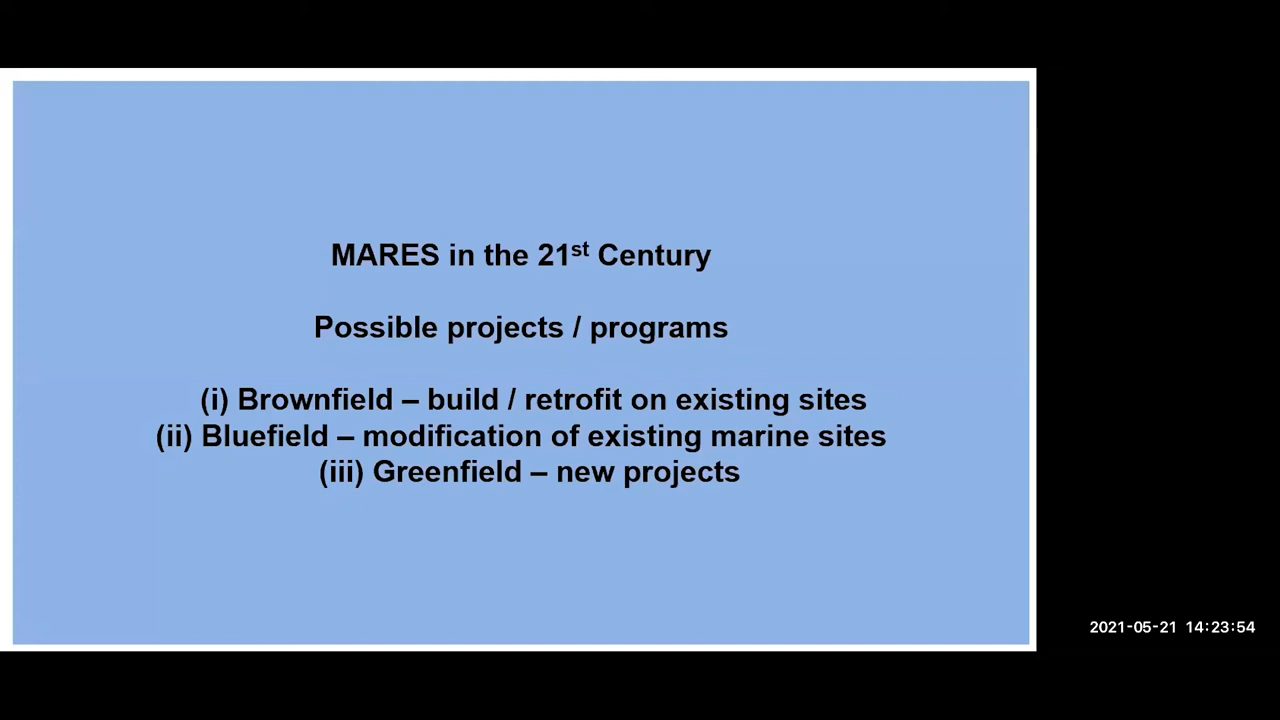 MARES in the 21st Century
Possible projects / programs
(i) Brownfield – build / retrofit on existing sites
(ii) Bluefield – modification of existing marine sites
(iii) Greenfield – new projects
2021-05-21 14:23:54